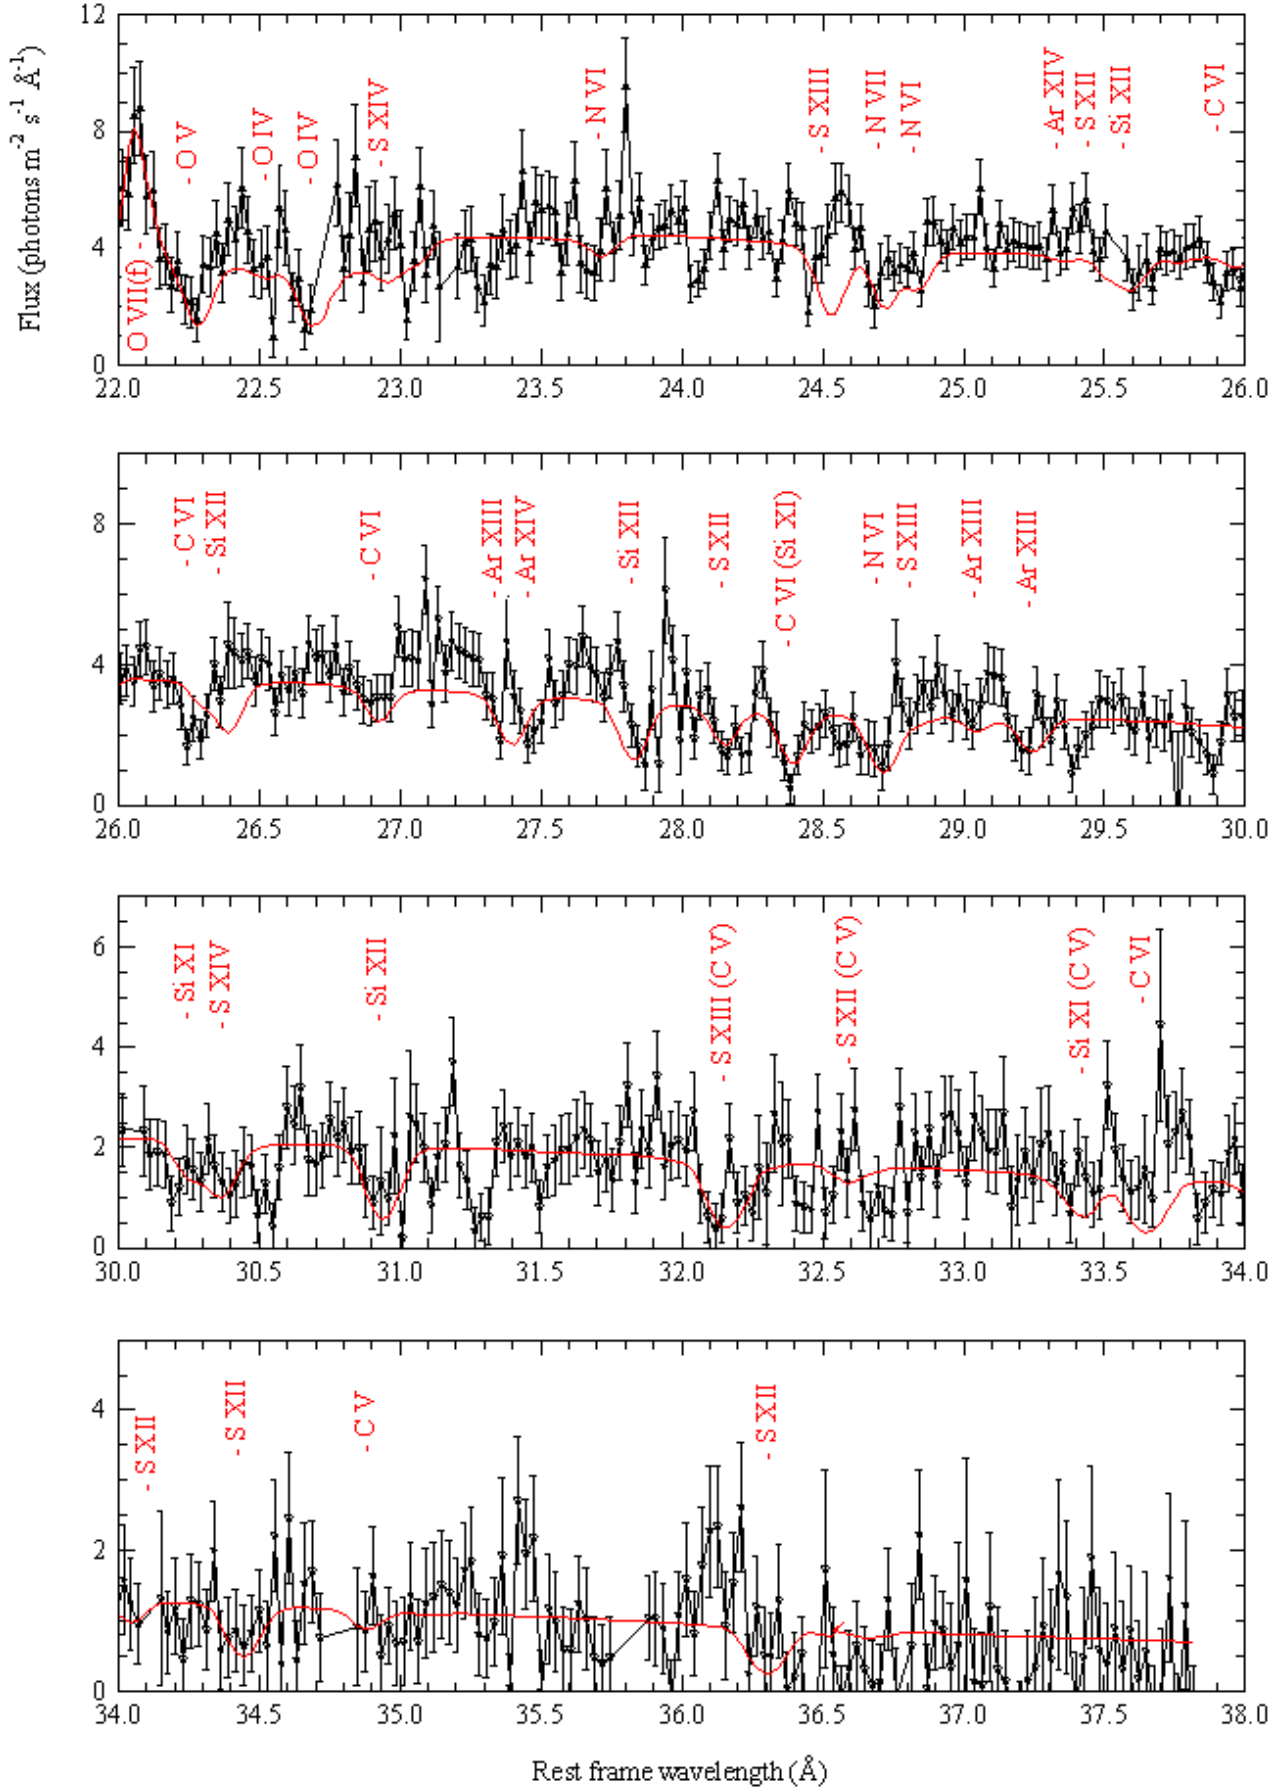 Flux (photons m⁻² s⁻¹ Å⁻¹)
12
8
4
0
O VII(f)
- O V
- O IV
- O IV
- S XIV
- N VI
- S XIII
- N VII
- N VI
- Ar XIV
- S XII
- Si XII
- C VI
22.0 22.5 23.0 23.5 24.0 24.5 25.0 25.5 26.0
8
4
0
- C VI
- Si XII
- C VI
- Ar XIII
- Ar XIV
- Si XII
- S XII
- C VI (Si XI)
- N VI
- S XIII
- Ar XIII
- Ar XIII
26.0 26.5 27.0 27.5 28.0 28.5 29.0 29.5 30.0
6
4
2
0
- Si XI
- S XIV
- Si XII
- S XIII (C V)
- S XII (C V)
- Si XI (C V)
- C VI
30.0 30.5 31.0 31.5 32.0 32.5 33.0 33.5 34.0
4
2
0
- S XII
- S XII
- C V
- S XII
34.0 34.5 35.0 35.5 36.0 36.5 37.0 37.5 38.0
Rest frame wavelength (Å)